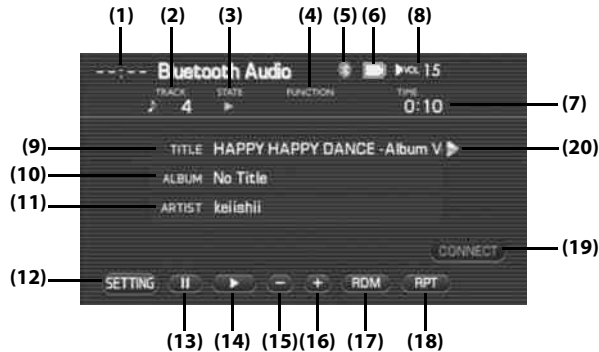 (1) (2) (3) (4) (5) (6) (8)
--:-- Bluetooth Audio VOL 15
TRACK STATE FUNCTION TIME
4 0:10 (7)
(9) TITLE HAPPY HAPPY DANCE -Album V (20)
(10) ALBUM No Title
(11) ARTIST keiishii
CONNECT (19)
(12) SETTING − + RDM RPT
(13) (14) (15) (16) (17) (18)